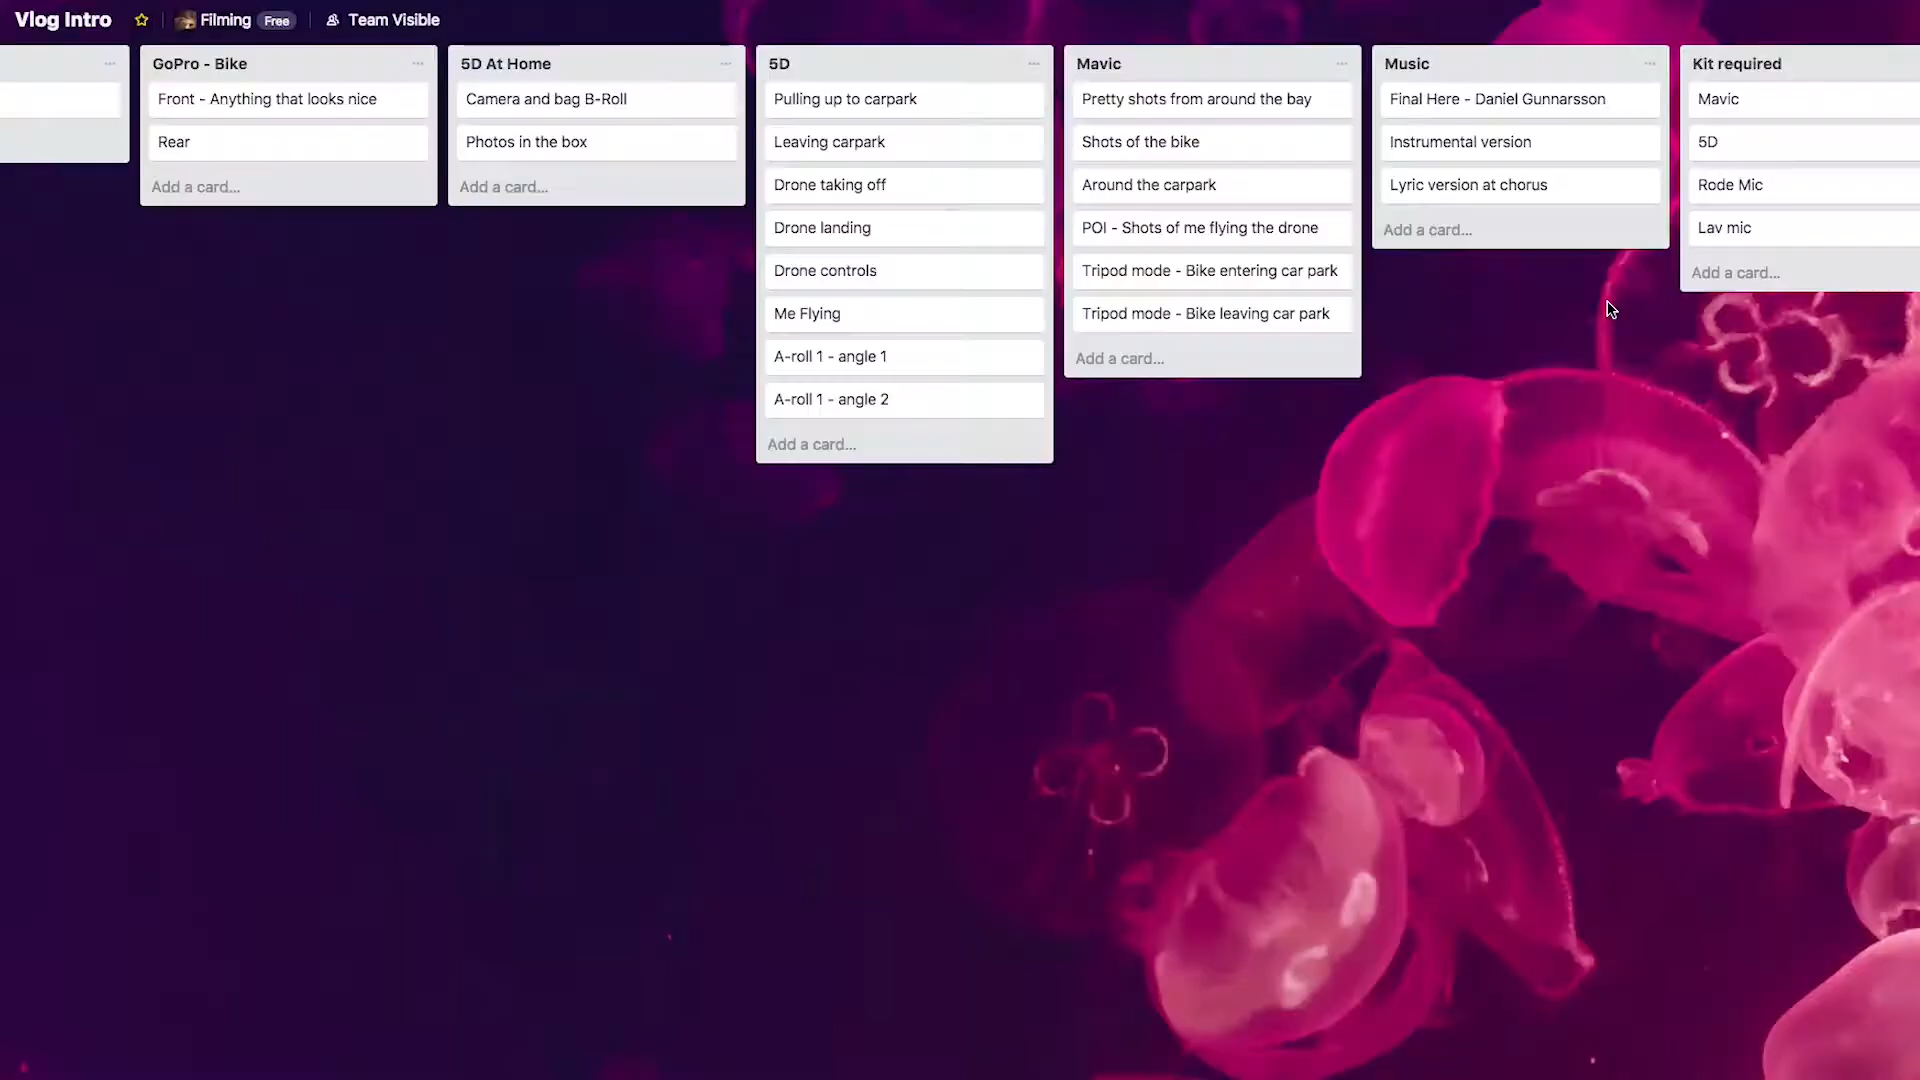 Vlog Intro
Filming Free
Team Visible
GoPro - Bike
Front - Anything that looks nice
Rear
Add a card...
5D At Home
Camera and bag B-Roll
Photos in the box
Add a card...
5D
Pulling up to carpark
Leaving carpark
Drone taking off
Drone landing
Drone controls
Me Flying
A-roll 1 - angle 1
A-roll 1 - angle 2
Add a card...
Mavic
Pretty shots from around the bay
Shots of the bike
Around the carpark
POI - Shots of me flying the drone
Tripod mode - Bike entering car park
Tripod mode - Bike leaving car park
Add a card...
Music
Final Here - Daniel Gunnarsson
Instrumental version
Lyric version at chorus
Add a card...
Kit required
Mavic
5D
Rode Mic
Lav mic
Add a card...